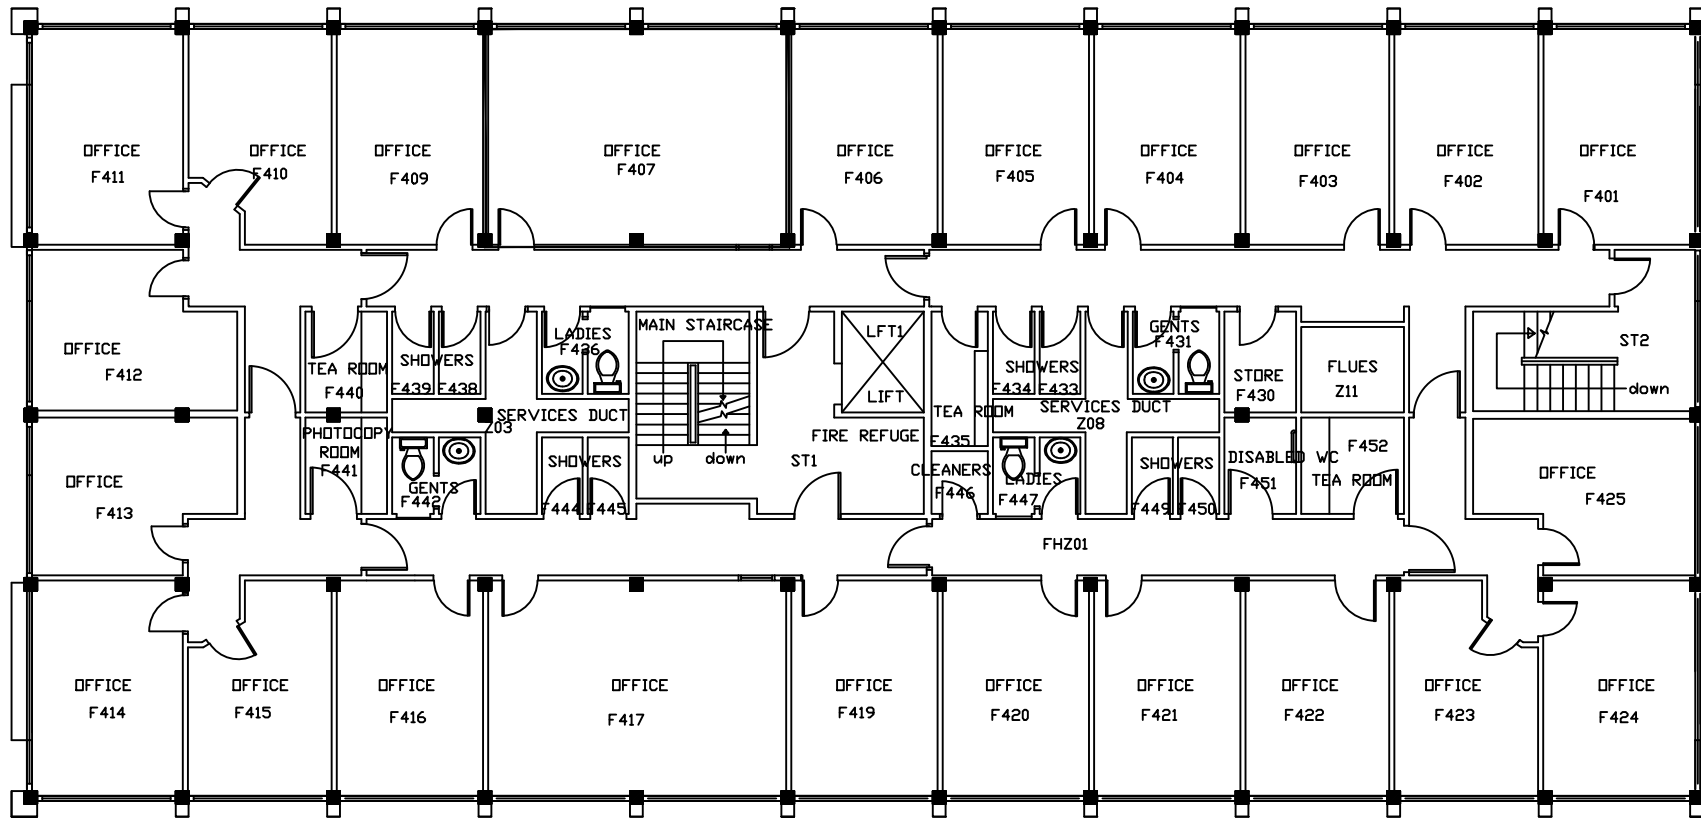 OFFICE
F411
OFFICE
F410
OFFICE
F409
OFFICE
F407
OFFICE
F406
OFFICE
F405
OFFICE
F404
OFFICE
F403
OFFICE
F402
OFFICE
F401
OFFICE
F412
TEA ROOM
F440
SHOWERS
F439
F438
LADIES
F436
MAIN STAIRCASE
LFT1
LIFT
SHOWERS
F434
F433
GENTS
F431
STORE
F430
FLUES
Z11
ST2
down
SERVICES DUCT
Z03
TEA ROOM
F435
SERVICES DUCT
Z08
OFFICE
F413
PHOTOCOPY
ROOM
F441
GENTS
F442
SHOWERS
F444
F445
up
down
ST1
FIRE REFUGE
CLEANERS
F446
LADIES
F447
SHOWERS
F449
F450
DISABLED WC
F451
F452
TEA ROOM
OFFICE
F425
FHZ01
OFFICE
F414
OFFICE
F415
OFFICE
F416
OFFICE
F417
OFFICE
F419
OFFICE
F420
OFFICE
F421
OFFICE
F422
OFFICE
F423
OFFICE
F424